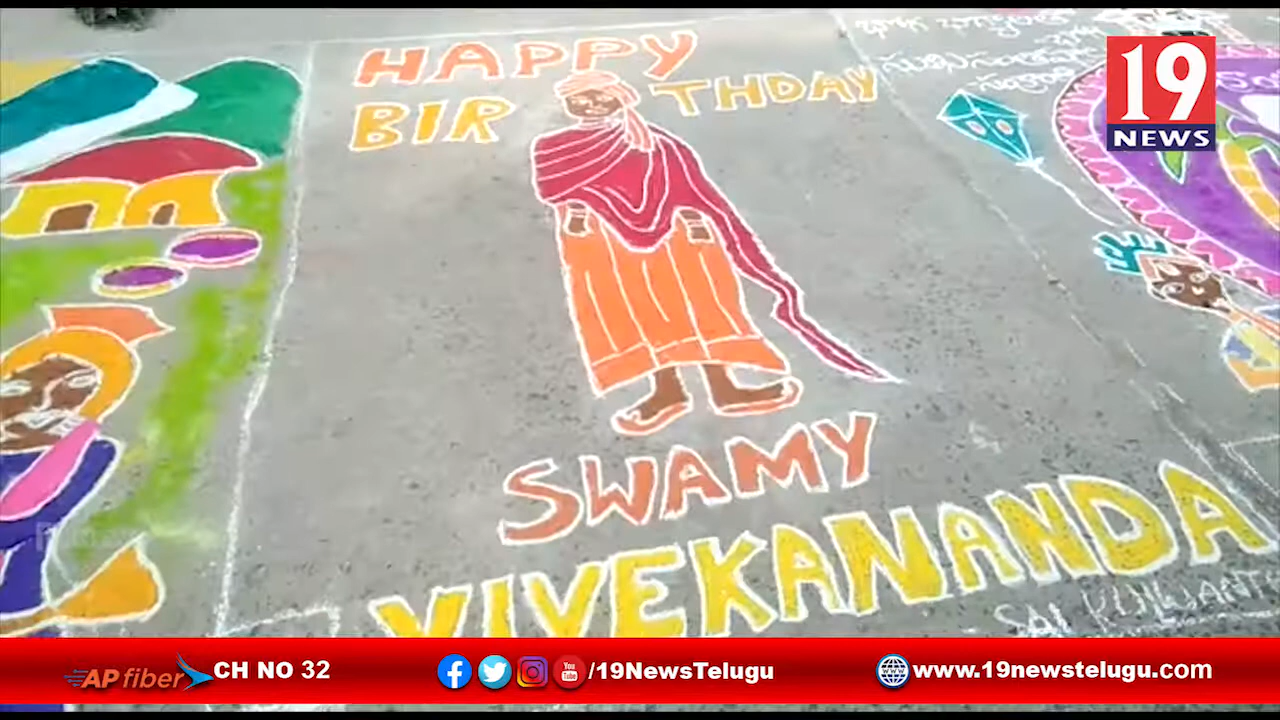 HAPPY
BIRTHDAY
19
NEWS
SWAMY
VIVEKANANDA
AP fiber CH NO 32
/19NewsTelugu
www.19newstelugu.com